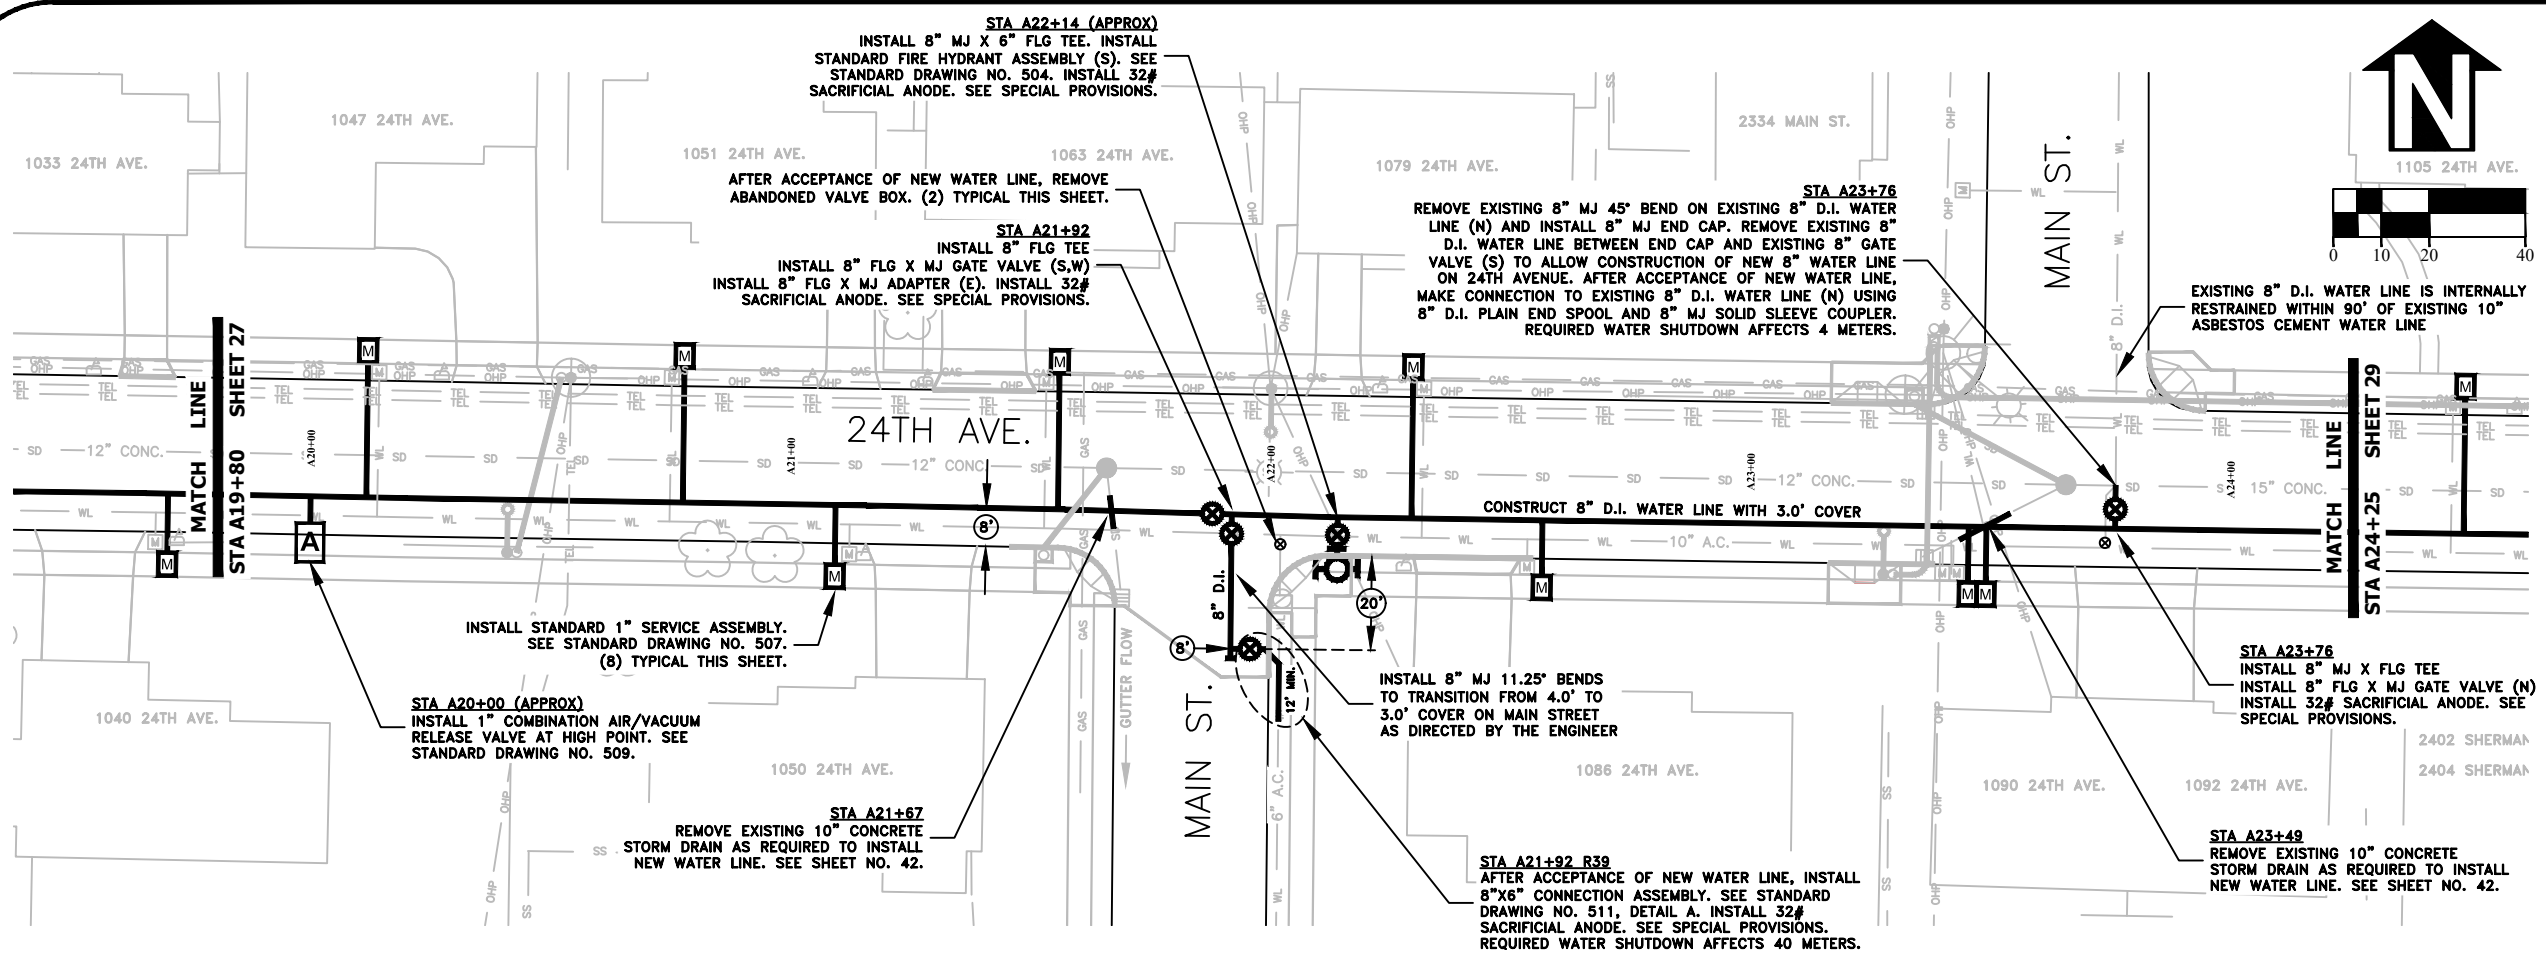 STA A22+14 (APPROX)
INSTALL 8" MJ X 6" FLG TEE. INSTALL
STANDARD FIRE HYDRANT ASSEMBLY (S). SEE
STANDARD DRAWING NO. 504. INSTALL 32#
SACRIFICIAL ANODE. SEE SPECIAL PROVISIONS.
AFTER ACCEPTANCE OF NEW WATER LINE, REMOVE
ABANDONED VALVE BOX. (2) TYPICAL THIS SHEET.
STA A21+92
INSTALL 8" FLG TEE
INSTALL 8" FLG X MJ GATE VALVE (S,W)
INSTALL 8" FLG X MJ ADAPTER (E). INSTALL 32#
SACRIFICIAL ANODE. SEE SPECIAL PROVISIONS.
STA A23+76
REMOVE EXISTING 8" MJ 45° BEND ON EXISTING 8" D.I. WATER
LINE (N) AND INSTALL 8" MJ END CAP. REMOVE EXISTING 8"
D.I. WATER LINE BETWEEN END CAP AND EXISTING 8" GATE
VALVE (S) TO ALLOW CONSTRUCTION OF NEW 8" WATER LINE
ON 24TH AVENUE. AFTER ACCEPTANCE OF NEW WATER LINE,
MAKE CONNECTION TO EXISTING 8" D.I. WATER LINE (N) USING
8" D.I. PLAIN END SPOOL AND 8" MJ SOLID SLEEVE COUPLER.
REQUIRED WATER SHUTDOWN AFFECTS 4 METERS.
N
0 10 20 40
EXISTING 8" D.I. WATER LINE IS INTERNALLY
RESTRAINED WITHIN 90' OF EXISTING 10"
ASBESTOS CEMENT WATER LINE
1033 24TH AVE.
1047 24TH AVE.
1051 24TH AVE.
1063 24TH AVE.
1079 24TH AVE.
2334 MAIN ST.
1105 24TH AVE.
MAIN ST.
8" D.I.
MATCH LINE
STA A19+80 SHEET 27
24TH AVE.
A20+00
A21+00
A22+00
A23+00
A24+00
12" CONC.
12" CONC.
12" CONC.
15" CONC.
CONSTRUCT 8" D.I. WATER LINE WITH 3.0' COVER
10" A.C.
MATCH LINE
STA A24+25 SHEET 29
A
8'
8" D.I.
8'
20'
12' MIN.
INSTALL STANDARD 1" SERVICE ASSEMBLY.
SEE STANDARD DRAWING NO. 507.
(8) TYPICAL THIS SHEET.
STA A20+00 (APPROX)
INSTALL 1" COMBINATION AIR/VACUUM
RELEASE VALVE AT HIGH POINT. SEE
STANDARD DRAWING NO. 509.
STA A21+67
REMOVE EXISTING 10" CONCRETE
STORM DRAIN AS REQUIRED TO INSTALL
NEW WATER LINE. SEE SHEET NO. 42.
GUTTER FLOW
MAIN ST.
6" A.C.
INSTALL 8" MJ 11.25° BENDS
TO TRANSITION FROM 4.0' TO
3.0' COVER ON MAIN STREET
AS DIRECTED BY THE ENGINEER
STA A21+92 R39
AFTER ACCEPTANCE OF NEW WATER LINE, INSTALL
8"X6" CONNECTION ASSEMBLY. SEE STANDARD
DRAWING NO. 511, DETAIL A. INSTALL 32#
SACRIFICIAL ANODE. SEE SPECIAL PROVISIONS.
REQUIRED WATER SHUTDOWN AFFECTS 40 METERS.
STA A23+76
INSTALL 8" MJ X FLG TEE
INSTALL 8" FLG X MJ GATE VALVE (N)
INSTALL 32# SACRIFICIAL ANODE. SEE
SPECIAL PROVISIONS.
STA A23+49
REMOVE EXISTING 10" CONCRETE
STORM DRAIN AS REQUIRED TO INSTALL
NEW WATER LINE. SEE SHEET NO. 42.
1040 24TH AVE.
1050 24TH AVE.
1086 24TH AVE.
1090 24TH AVE.
1092 24TH AVE.
2402 SHERMAN
2404 SHERMAN